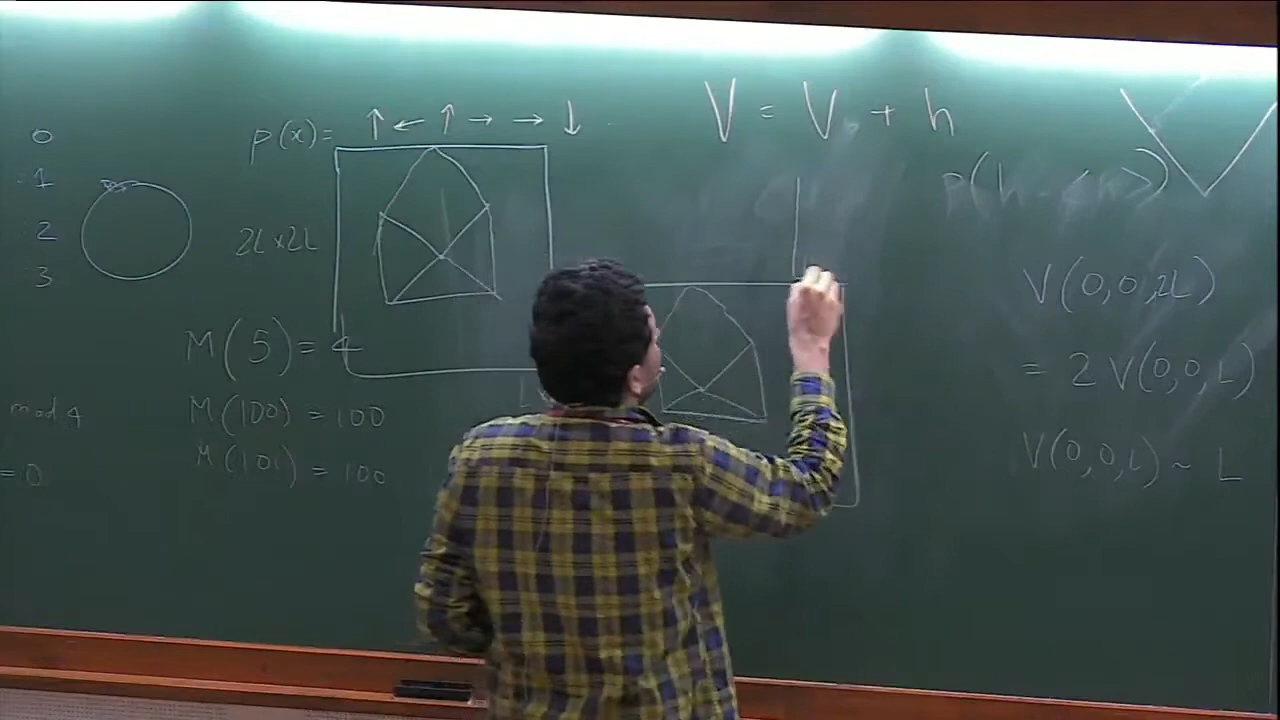 0
1
2
3
mod 4
= 0
p(x) = ↑ ← ↑ → → ↓
2L x 2L
M(5) = 4
M(100) = 100
M(101) = 100
V = V + h
V(0,0,2L)
= 2 V(0,0,L)
V(0,0,L) ~ L